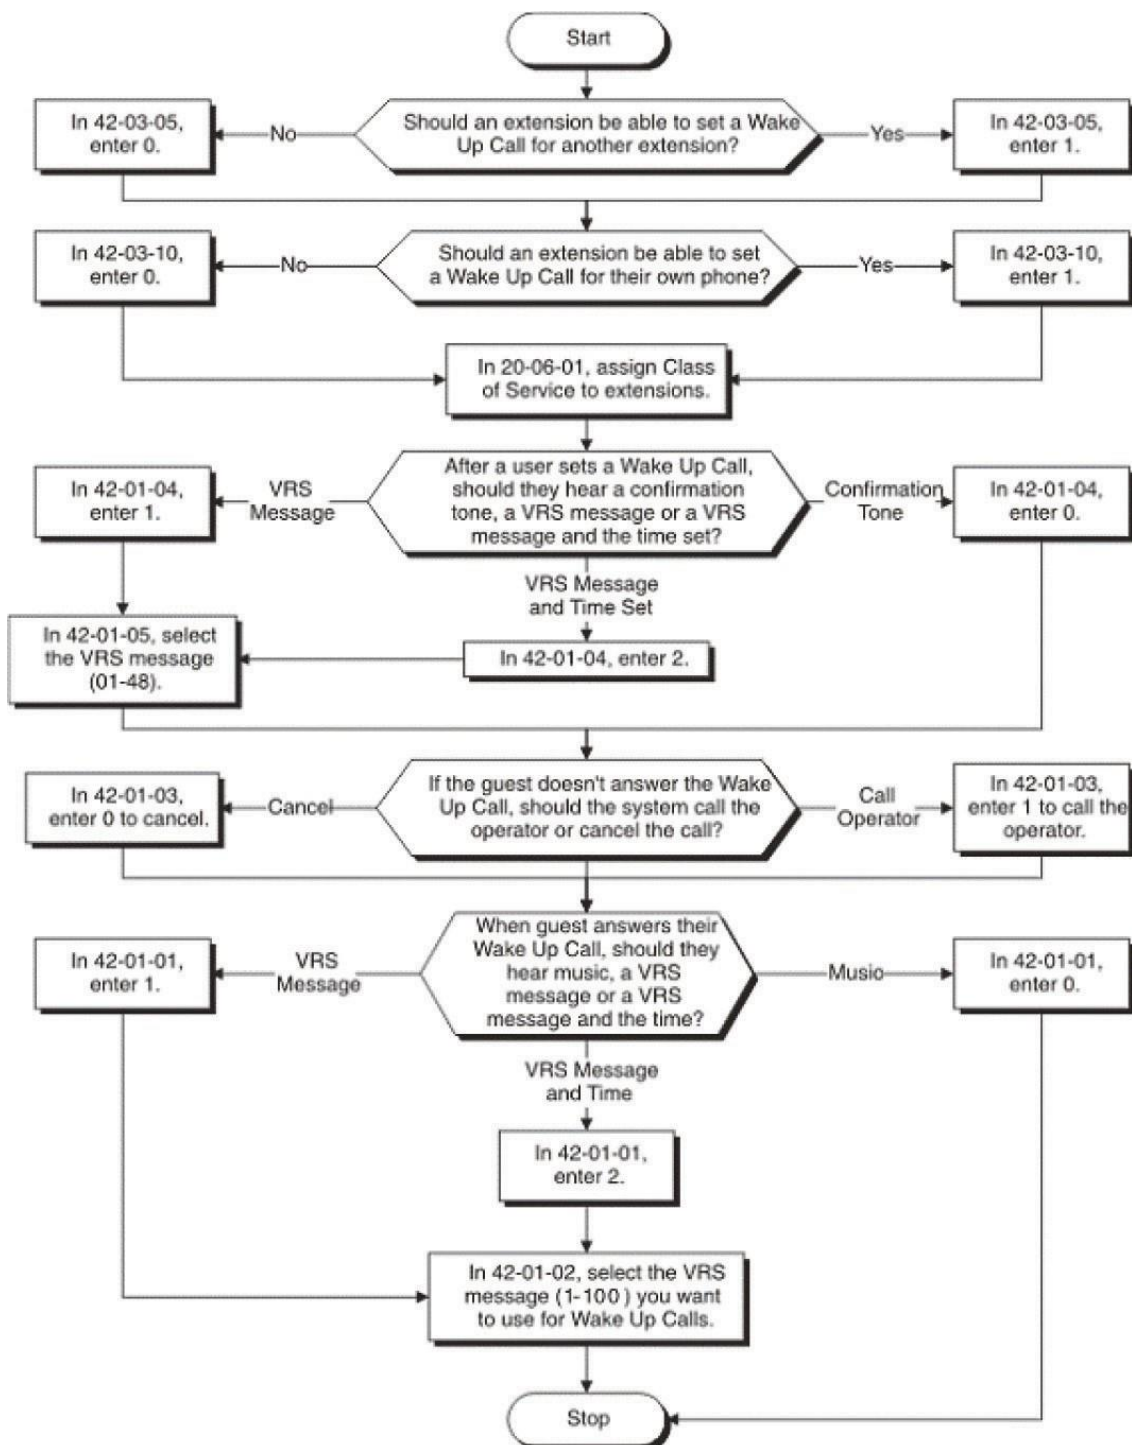 Start
In 42-03-05,
enter 0.
No
Should an extension be able to set a Wake
Up Call for another extension?
Yes
In 42-03-05,
enter 1.
In 42-03-10,
enter 0.
No
Should an extension be able to set
a Wake Up Call for their own phone?
Yes
In 42-03-10,
enter 1.
In 20-06-01, assign Class
of Service to extensions.
In 42-01-04,
enter 1.
VRS
Message
After a user sets a Wake Up Call,
should they hear a confirmation
tone, a VRS message or a VRS
message and the time set?
Confirmation
Tone
In 42-01-04,
enter 0.
VRS Message
and Time Set
In 42-01-05, select
the VRS message
(01-48).
In 42-01-04, enter 2.
In 42-01-03,
enter 0 to cancel.
Cancel
If the guest doesn't answer the Wake
Up Call, should the system call the
operator or cancel the call?
Call
Operator
In 42-01-03,
enter 1 to call the
operator.
In 42-01-01,
enter 1.
VRS
Message
When guest answers their
Wake Up Call, should they
hear music, a VRS
message or a VRS
message and the time?
Musio
In 42-01-01,
enter 0.
VRS Message
and Time
In 42-01-01,
enter 2.
In 42-01-02, select the VRS
message (1-100) you want
to use for Wake Up Calls.
Stop